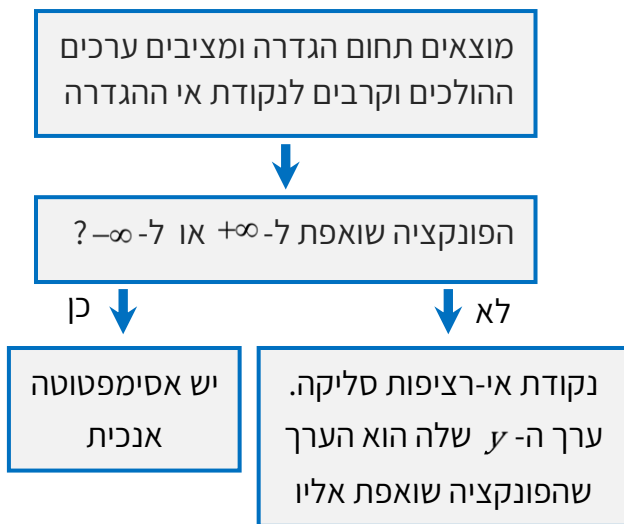 מוצאים תחום הגדרה ומציבים ערכים
ההולכים וקרבים לנקודת אי ההגדרה
הפונקציה שואפת ל- +∞ או ל- −∞ ?
כן
לא
יש אסימפטוטה
אנכית
נקודת אי-רציפות סליקה.
ערך ה- y שלה הוא הערך
שהפונקציה שואפת אליו